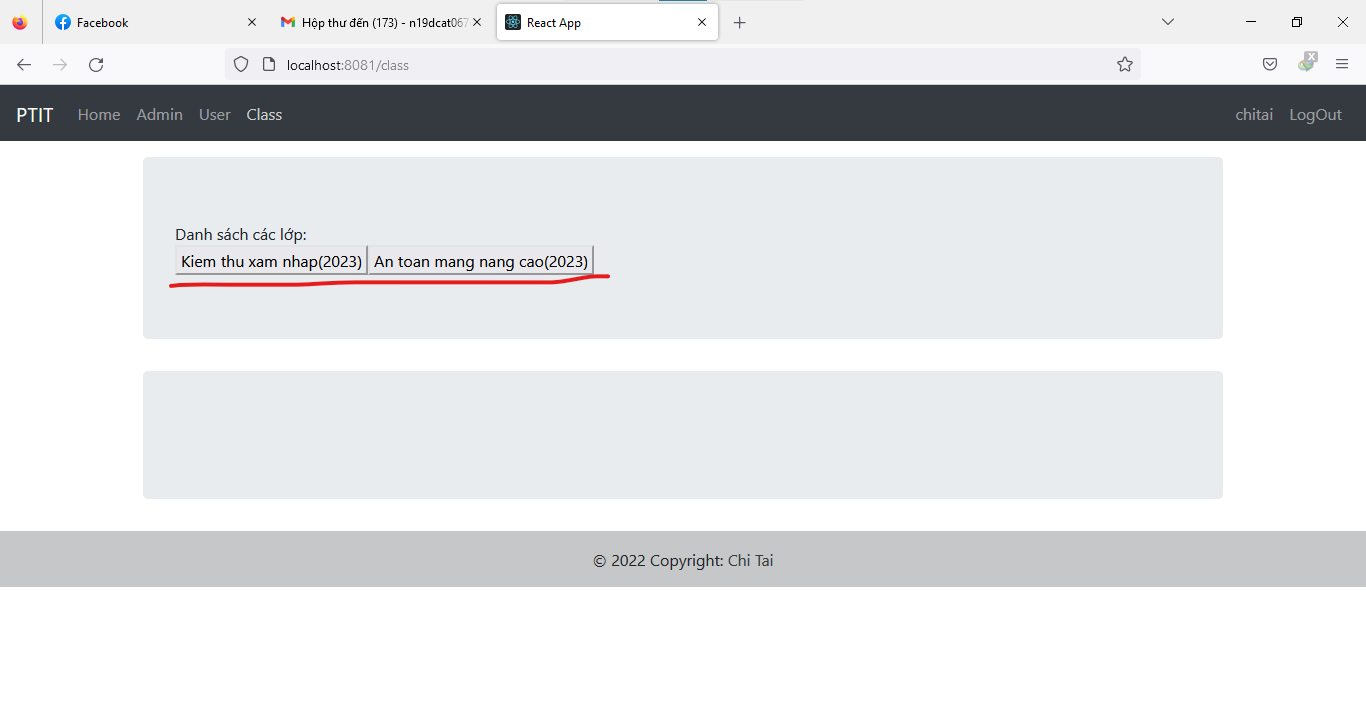 Facebook
Hộp thư đến (173) - n19dcat067
React App
localhost:8081/class
PTIT Home Admin User Class chitai LogOut
Danh sách các lớp:
Kiem thu xam nhap(2023) An toan mang nang cao(2023)
© 2022 Copyright: Chi Tai